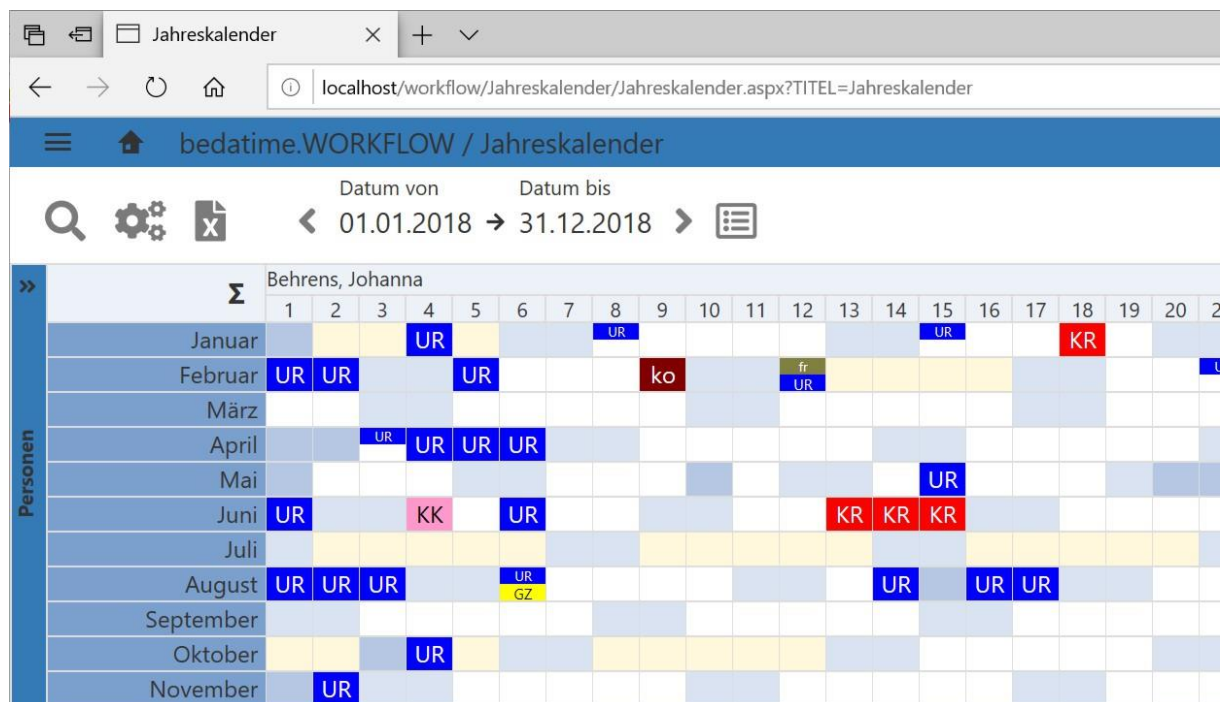 Jahreskalender
localhost/workflow/Jahreskalender/Jahreskalender.aspx?TITEL=Jahreskalender
bedatime.WORKFLOW / Jahreskalender
Datum von Datum bis
01.01.2018 → 31.12.2018
Behrens, Johanna
Σ
1 2 3 4 5 6 7 8 9 10 11 12 13 14 15 16 17 18 19 20
Januar UR UR UR KR
Februar UR UR UR ko fr UR
März
April UR UR UR UR
Mai UR
Personen
Juni UR KK UR KR KR KR
Juli
August UR UR UR UR GZ UR UR UR
September
Oktober UR
November UR